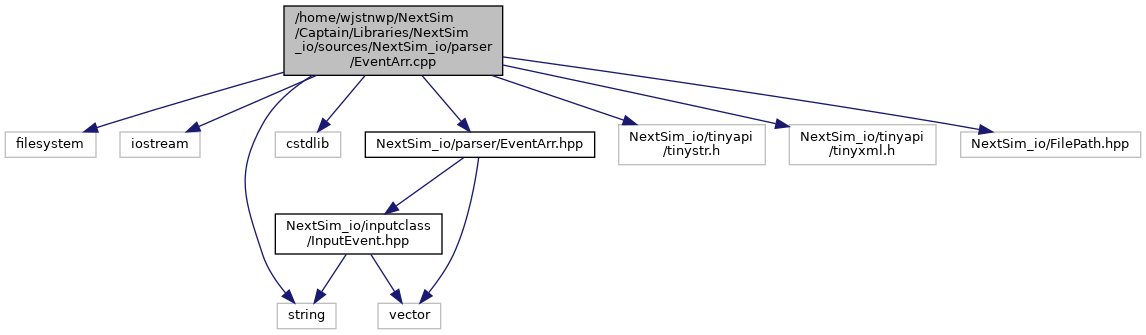 /home/wjstnwp/NextSim
/Captain/Libraries/NextSim
_io/sources/NextSim_io/parser
/EventArr.cpp
filesystem
iostream
cstdlib
NextSim_io/parser/EventArr.hpp
NextSim_io/tinyapi
/tinystr.h
NextSim_io/tinyapi
/tinyxml.h
NextSim_io/FilePath.hpp
NextSim_io/inputclass
/InputEvent.hpp
string
vector